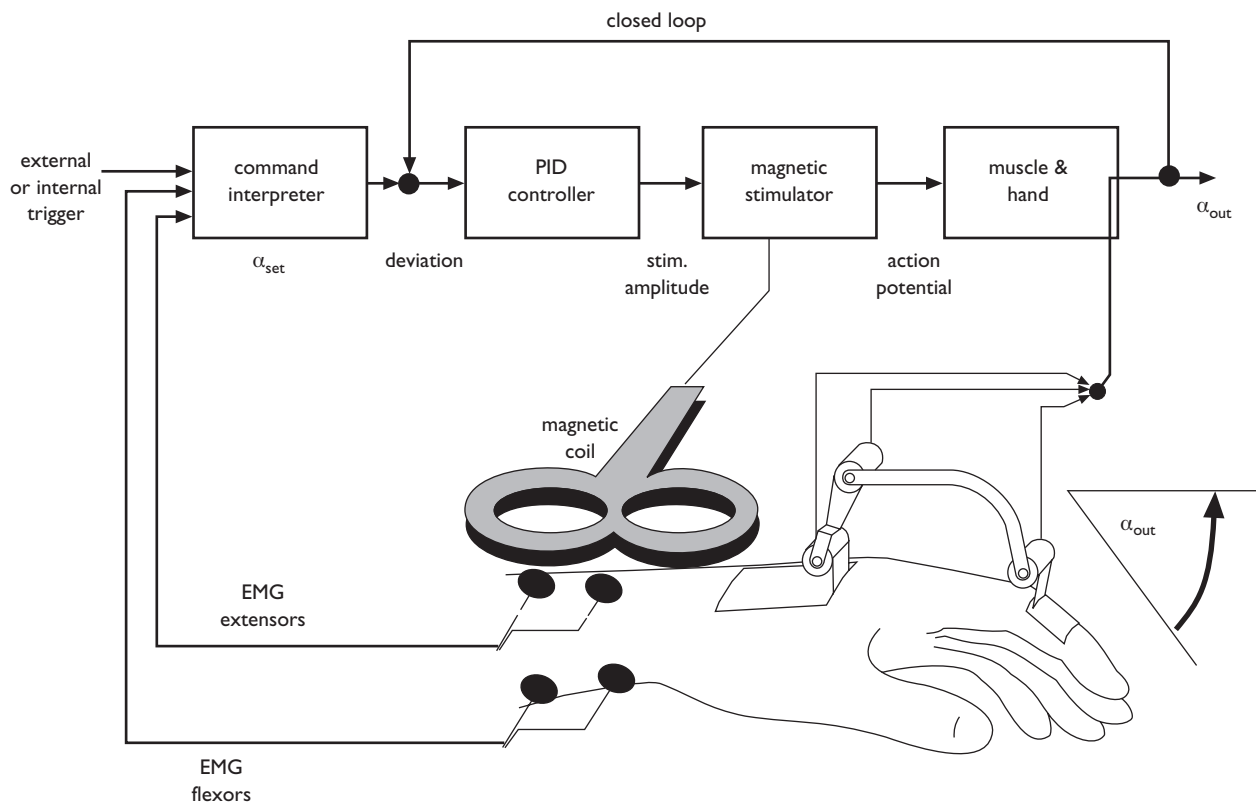 closed loop
external
or internal
trigger
command
interpreter
PID
controller
magnetic
stimulator
muscle &
hand
α_set
deviation
stim.
amplitude
action
potential
α_out
magnetic
coil
α_out
EMG
extensors
EMG
flexors